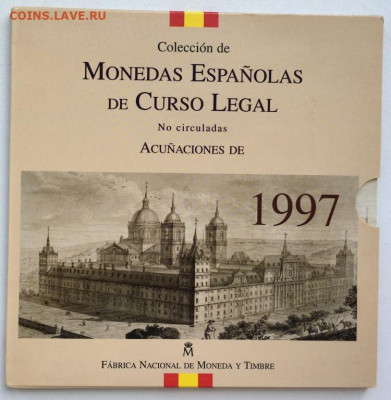 COINS.LAVE.RU
Colección de
MONEDAS ESPAÑOLAS
DE CURSO LEGAL
No circuladas
ACUÑACIONES DE
1997
M
FÁBRICA NACIONAL DE MONEDA Y TIMBRE